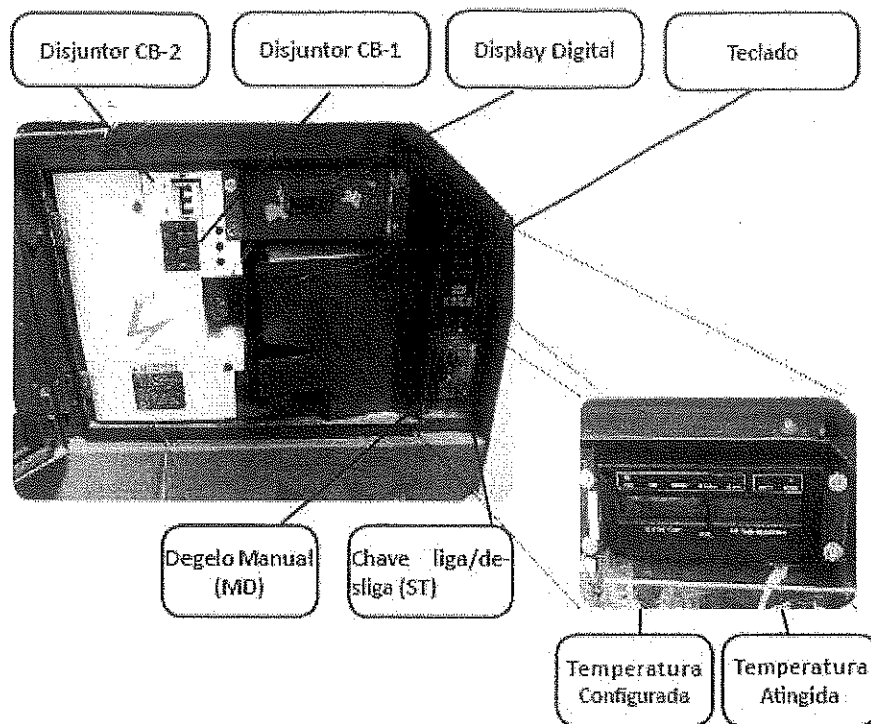 Disjuntor CB-2
Disjuntor CB-1
Display Digital
Teclado
Degelo Manual
(MD)
Chave liga/de-
sliga (ST)
Temperatura
Configurada
Temperatura
Atingida